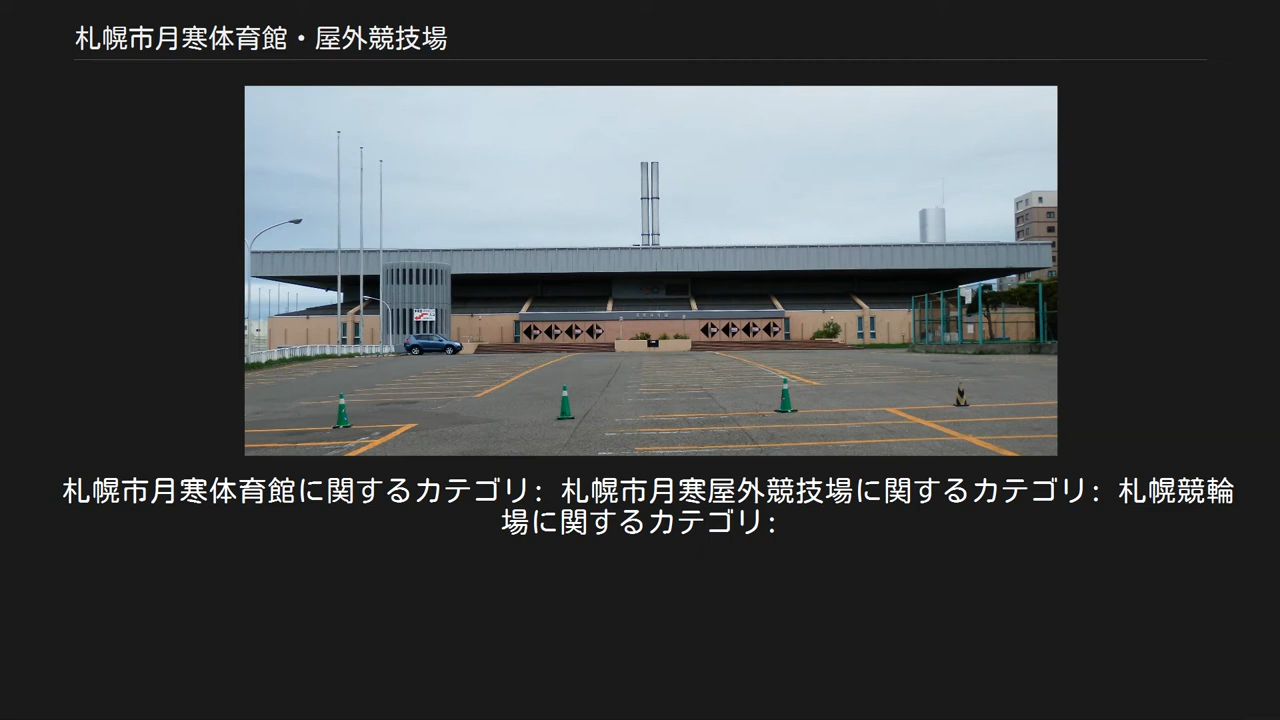 札幌市月寒体育館・屋外競技場
札幌市月寒体育館に関するカテゴリ: 札幌市月寒屋外競技場に関するカテゴリ: 札幌競輪
場に関するカテゴリ: